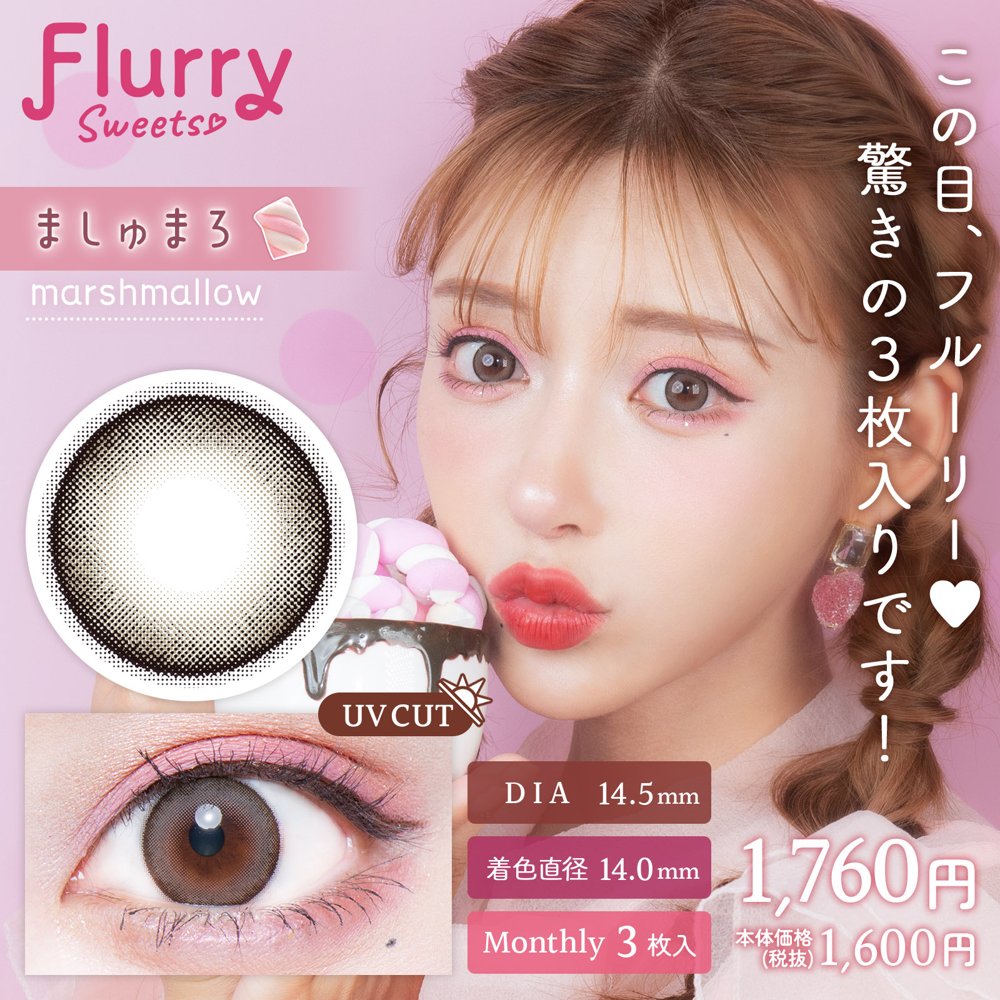 Flurry
Sweets
ましゅまろ
marshmallow
この目、フルーリー♥
驚きの3枚入りです!
UV CUT
DIA 14.5mm
着色直径 14.0mm
Monthly 3枚入
1,760円
本体価格(税抜)1,600円